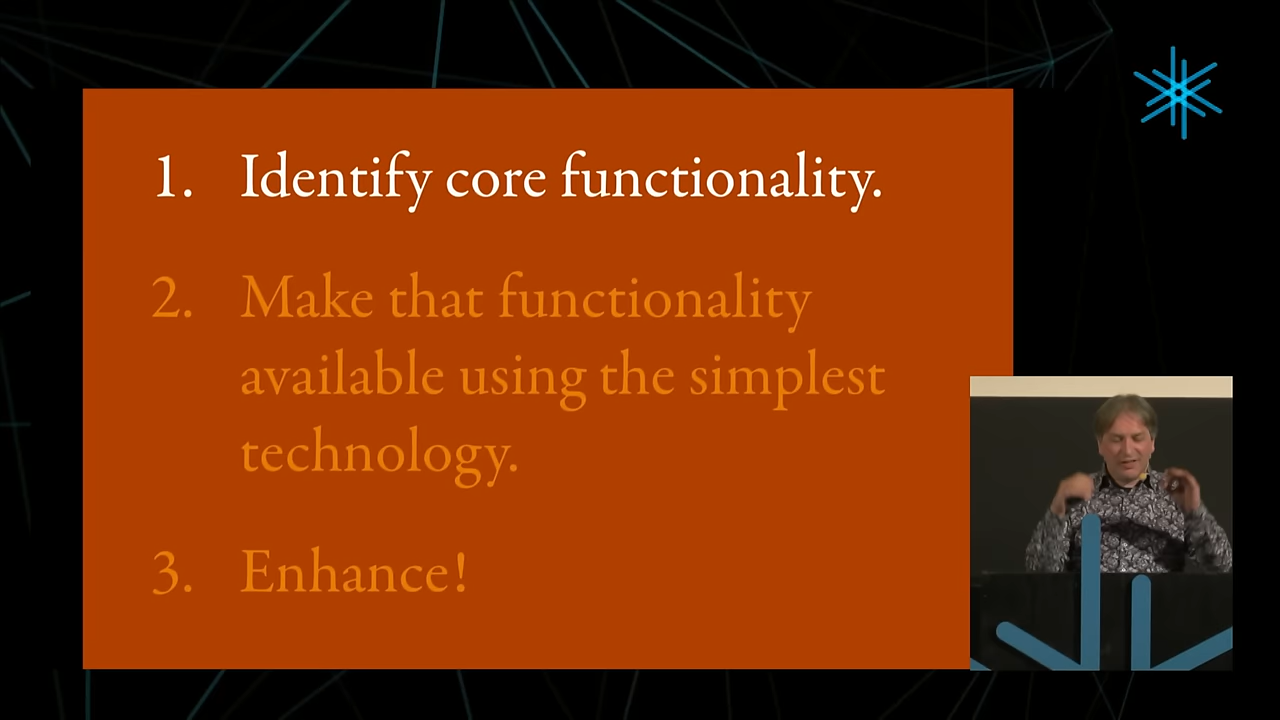 1. Identify core functionality.
2. Make that functionality
available using the simplest
technology.
3. Enhance!